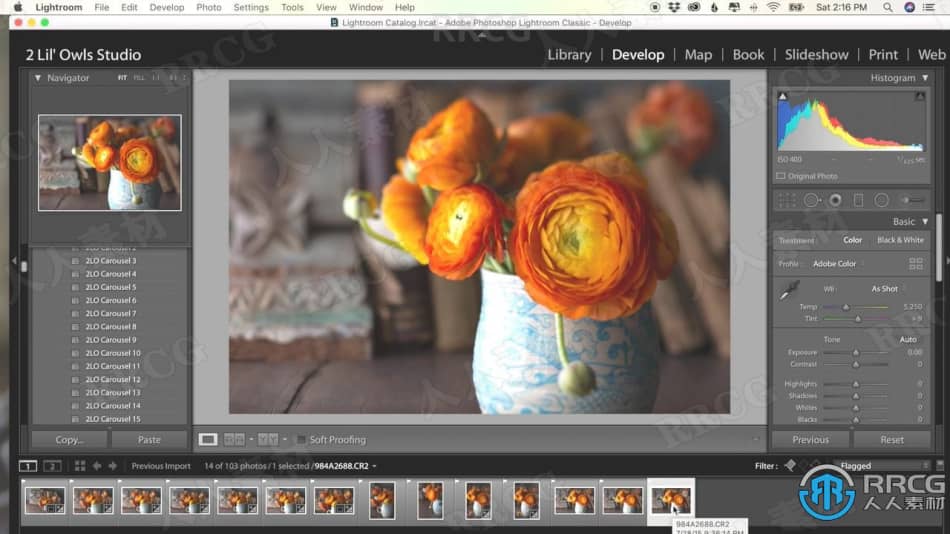 Lightroom File Edit Develop Photo Settings Tools View Window Help Sat 2:16 PM
Lightroom Catalog.lrcat - Adobe Photoshop Lightroom Classic - Develop
2 Lil' Owls Studio
Library | Develop | Map | Book | Slideshow | Print | Web
Navigator FIT FILL
Histogram
ISO 400
Original Photo
Basic
Treatment: Color Black & White
Profile: Adobe Color
WB: As Shot
Temp 5,250
Tint
Tone Auto
Exposure 0.00
Contrast 0
Highlights 0
Shadows 0
Whites 0
Blacks 0
2LO Carousel 2
2LO Carousel 3
2LO Carousel 4
2LO Carousel 5
2LO Carousel 6
2LO Carousel 7
2LO Carousel 8
2LO Carousel 9
2LO Carousel 10
2LO Carousel 11
2LO Carousel 12
2LO Carousel 13
2LO Carousel 14
2LO Carousel 15
Copy... Paste
Soft Proofing
Previous Reset
1 2 Previous Import 14 of 103 photos / 1 selected / 984A2688.CR2
Filter: Flagged
984A2688.CR2
RRCG
人人素材